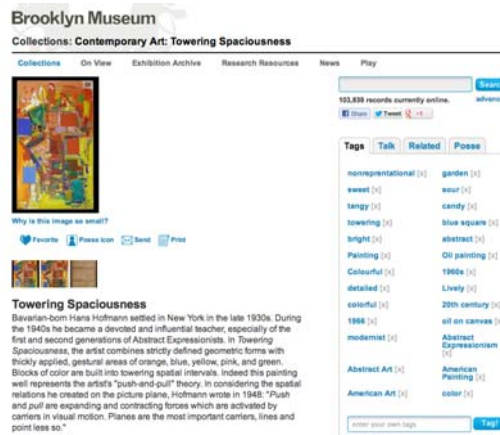 Brooklyn Museum
Collections: Contemporary Art: Towering Spaciousness
Collections On View Exhibition Archive Research Resources News Play
Searc
103,839 records currently online. advanc
Share Tweet +1
Why is this image so small?
Favorite Posse Icon Send Print
Tags Talk Related Posse
nonreprentational [x] garden [x]
sweet [x] sour [x]
tangy [x] candy [x]
towering [x] blue square [x]
bright [x] abstract [x]
Painting [x] Oil painting [x]
Colourful [x] 1960s [x]
detailed [x] Lively [x]
colorful [x] 20th century [x]
1966 [x] oil on canvas [x]
modernist [x] Abstract Expressionism [x]
Abstract Art [x] American Painting [x]
American Art [x] color [x]
enter your own tags Tag!
Towering Spaciousness
Bavarian-born Hans Hofmann settled in New York in the late 1930s. During
the 1940s he became a devoted and influential teacher, especially of the
first and second generations of Abstract Expressionists. In Towering
Spaciousness, the artist combines strictly defined geometric forms with
thickly applied, gestural areas of orange, blue, yellow, pink, and green.
Blocks of color are built into towering spatial intervals. Indeed this painting
well represents the artist's "push-and-pull" theory. In considering the spatial
relations he created on the picture plane, Hofmann wrote in 1948: "Push
and pull are expanding and contracting forces which are activated by
carriers in visual motion. Planes are the most important carriers, lines and
point less so."